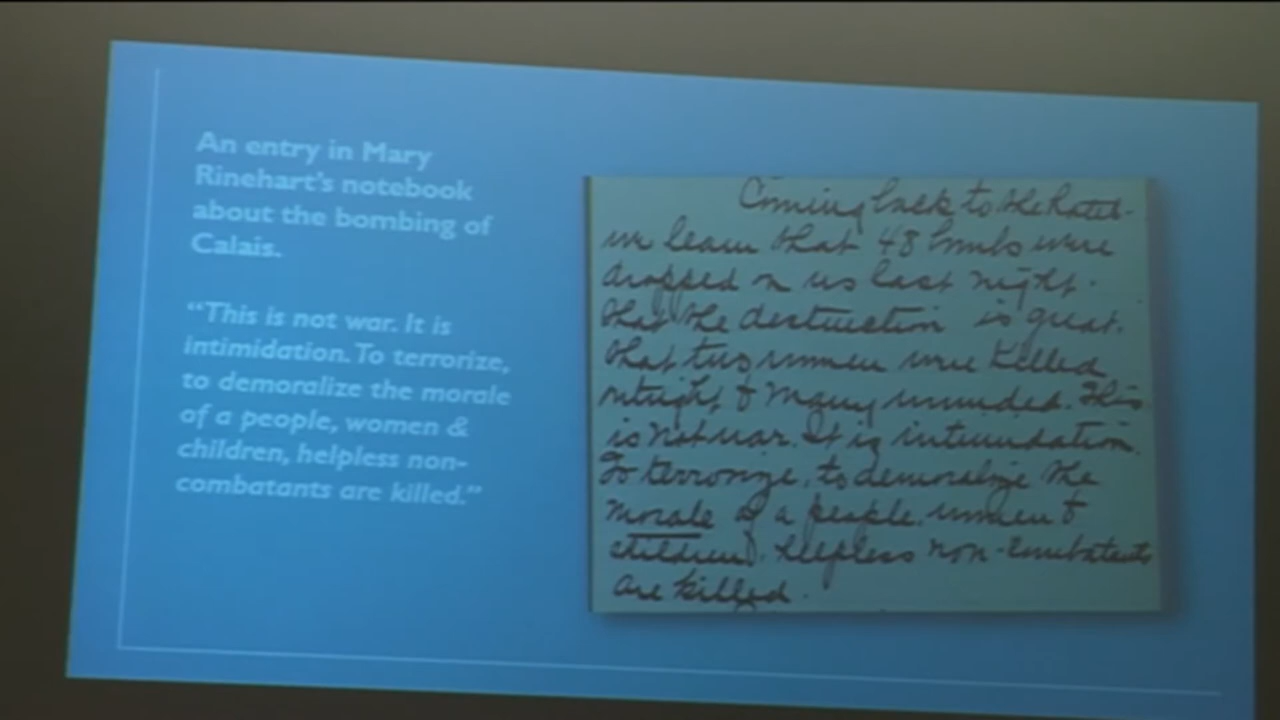 An entry in Mary
Rinehart's notebook
about the bombing of
Calais.
“This is not war. It is
intimidation. To terrorize,
to demoralize the morale
of a people, women &
children, helpless non-
combatants are killed.”
Coming back to the hotel.
we learn that 48 bombs were
dropped on us last night.
that the destruction is great.
that two women were killed
outright & many wounded. This
is not war. It is intimidation.
To terrorize, to demoralize the
morale of a people. women &
children. helpless non-combatants
are killed.